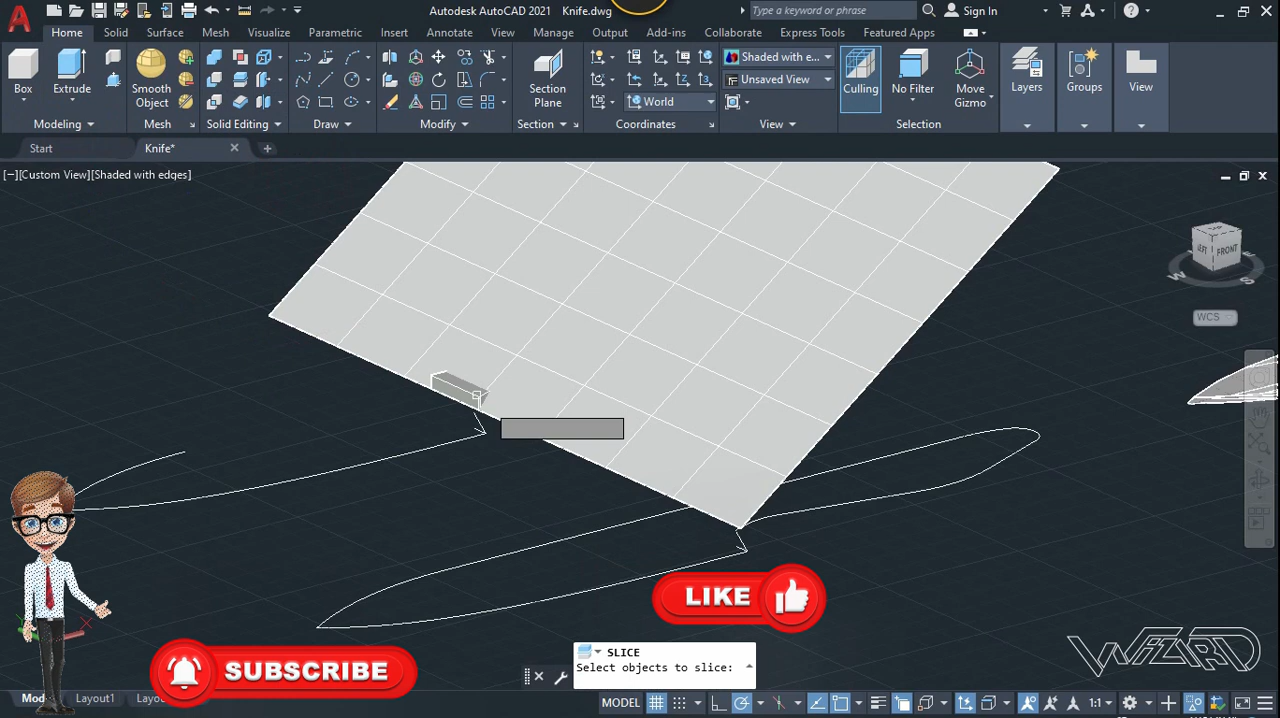 Autodesk AutoCAD 2021 Knife.dwg
Type a keyword or phrase
Sign In
Home Solid Surface Mesh Visualize Parametric Insert Annotate View Manage Output Add-ins Collaborate Express Tools Featured Apps
Box Extrude Smooth Object Section Plane Shaded with e... Unsaved View World Culling No Filter Move Gizmo Layers Groups View
Modeling Mesh Solid Editing Draw Modify Section Coordinates View Selection
Start Knife*
[−][Custom View][Shaded with edges]
LEFT FRONT
W S
WCS
LIKE
SUBSCRIBE
WIZARD
SLICE
Select objects to slice:
Mod Layout1 Layo
MODEL 1:1